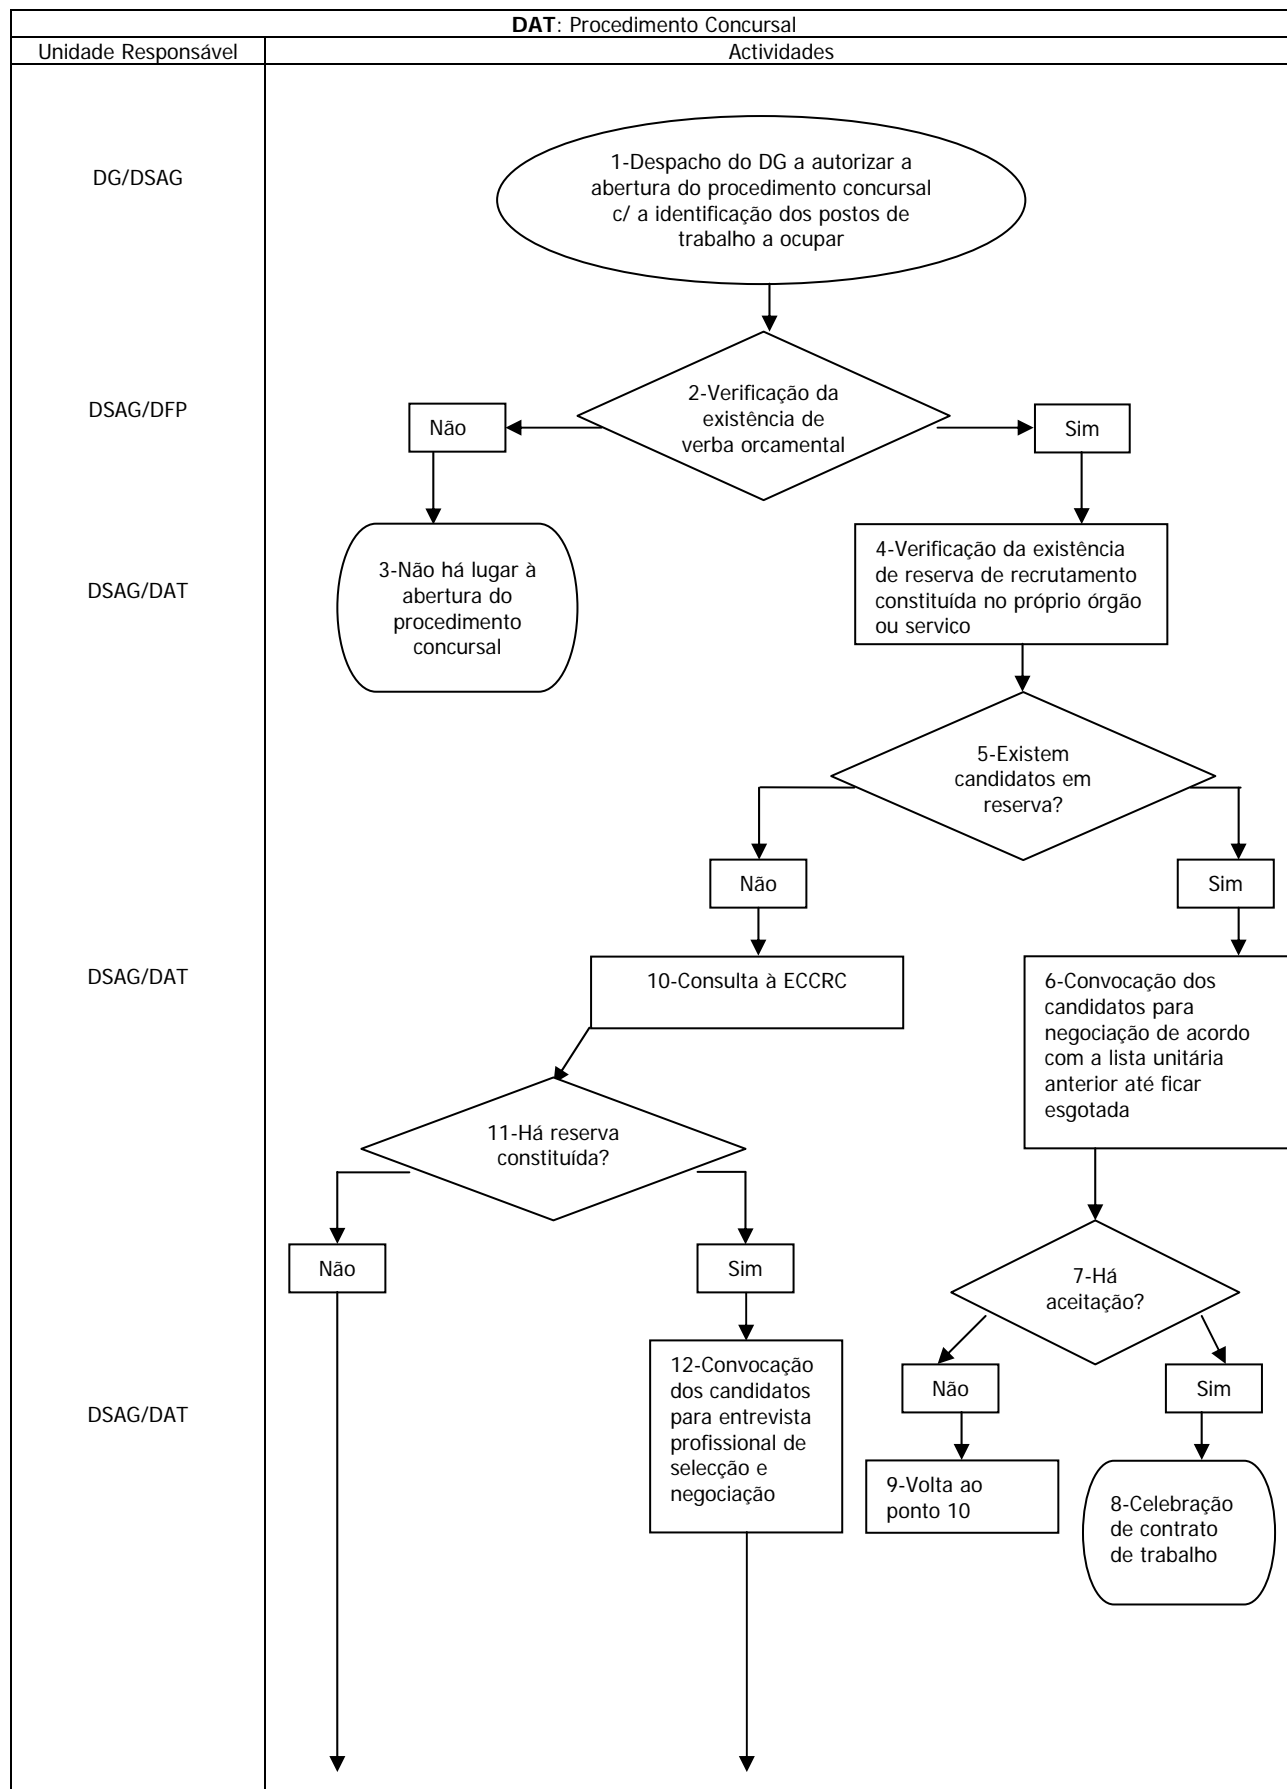 DAT: Procedimento Concursal
Unidade Responsável
Actividades
DG/DSAG
1-Despacho do DG a autorizar a
abertura do procedimento concursal
c/ a identificação dos postos de
trabalho a ocupar
DSAG/DFP
2-Verificação da
existência de
verba orcamental
Não
Sim
DSAG/DAT
3-Não há lugar à
abertura do
procedimento
concursal
4-Verificação da existência
de reserva de recrutamento
constituída no próprio órgão
ou servico
5-Existem
candidatos em
reserva?
Não
Sim
DSAG/DAT
10-Consulta à ECCRC
6-Convocação dos
candidatos para
negociação de acordo
com a lista unitária
anterior até ficar
esgotada
11-Há reserva
constituída?
Não
Sim
7-Há
aceitação?
DSAG/DAT
12-Convocação
dos candidatos
para entrevista
profissional de
selecção e
negociação
Não
Sim
9-Volta ao
ponto 10
8-Celebração
de contrato
de trabalho